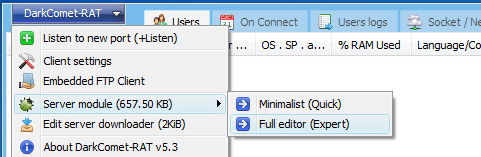 DarkComet-RAT
Users
On Connect
Users logs
Socket / Ne
r ...
OS . SP . a...
% RAM Used
Language/Co
Listen to new port (+Listen)
Client settings
Embedded FTP Client
Server module (657.50 KB)
Minimalist (Quick)
Edit server downloader (2KiB)
Full editor (Expert)
About DarkComet-RAT v5.3